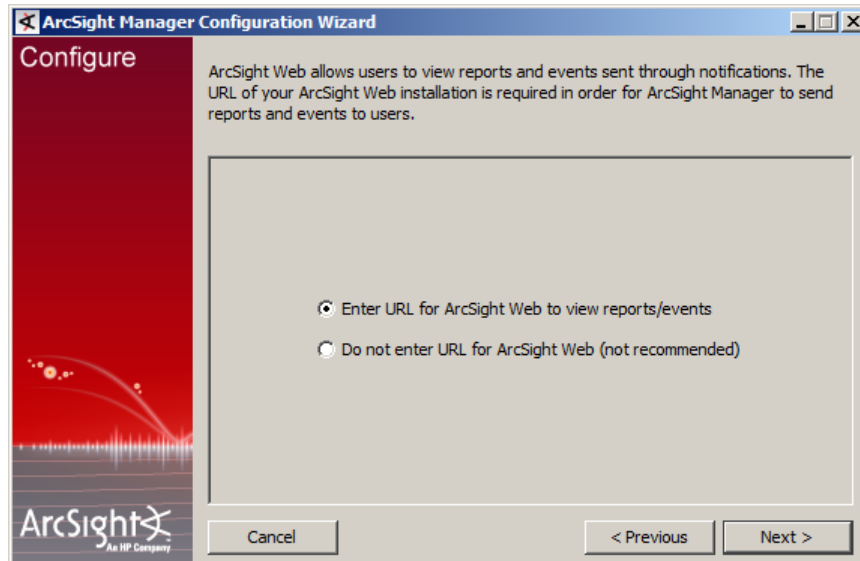 ArcSight Manager Configuration Wizard
Configure
ArcSight Web allows users to view reports and events sent through notifications. The
URL of your ArcSight Web installation is required in order for ArcSight Manager to send
reports and events to users.
Enter URL for ArcSight Web to view reports/events
Do not enter URL for ArcSight Web (not recommended)
ArcSight
An HP Company
Cancel
< Previous
Next >